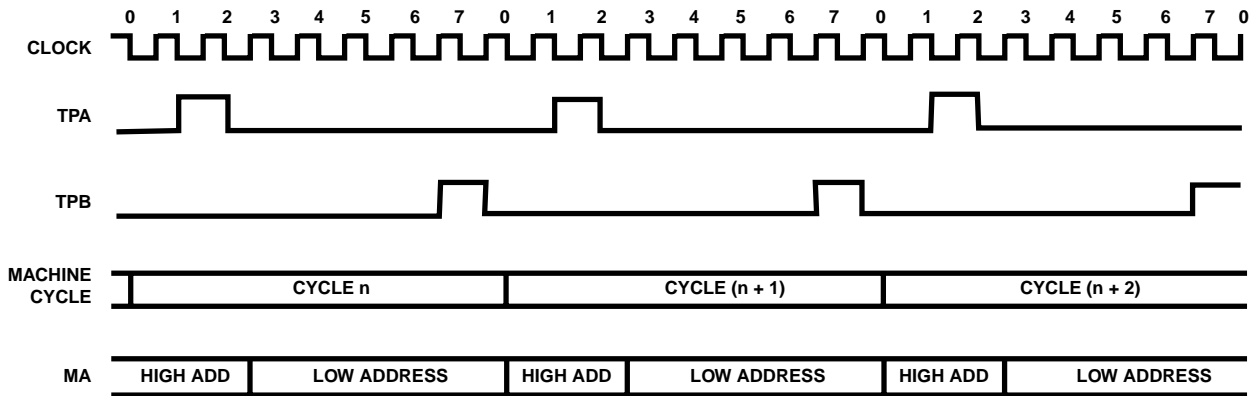 0 1 2 3 4 5 6 7 0 1 2 3 4 5 6 7 0 1 2 3 4 5 6 7 0
CLOCK
TPA
TPB
MACHINE
CYCLE
CYCLE n CYCLE (n + 1) CYCLE (n + 2)
MA HIGH ADD LOW ADDRESS HIGH ADD LOW ADDRESS HIGH ADD LOW ADDRESS